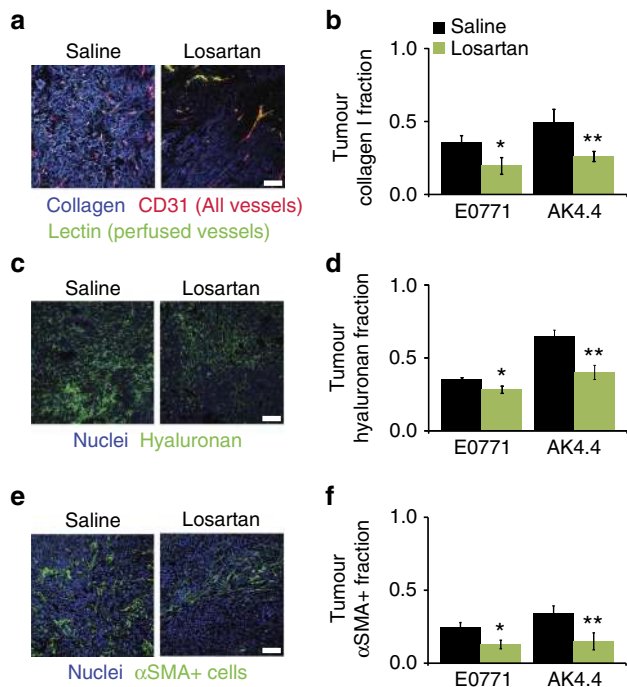 a
Saline Losartan
Collagen CD31 (All vessels)
Lectin (perfused vessels)
b
Saline
Losartan
Tumour
collagen I fraction
1.0
0.5
0.0
*
**
E0771 AK4.4
c
Saline Losartan
Nuclei Hyaluronan
d
Tumour
hyaluronan fraction
1.0
0.5
0.0
*
**
E0771 AK4.4
e
Saline Losartan
Nuclei αSMA+ cells
f
Tumour
αSMA+ fraction
1.0
0.5
0.0
*
**
E0771 AK4.4